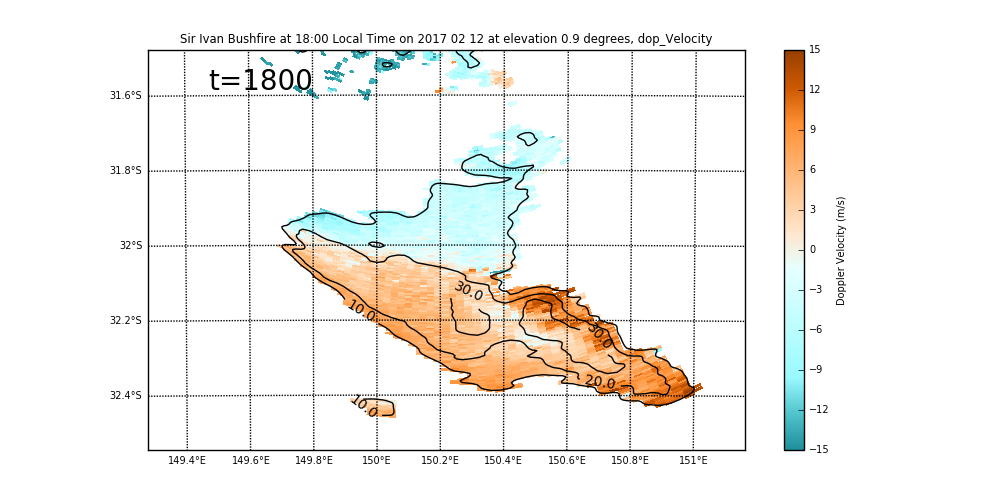 Sir Ivan Bushfire at 18:00 Local Time on 2017 02 12 at elevation 0.9 degrees, dop_Velocity
t=1800
31.6°S
31.8°S
32°S
32.2°S
32.4°S
149.4°E
149.6°E
149.8°E
150°E
150.2°E
150.4°E
150.6°E
150.8°E
151°E
30.0
10.0
30.0
20.0
10.0
15
12
9
6
3
0
−3
−6
−9
−12
−15
Doppler Velocity (m/s)